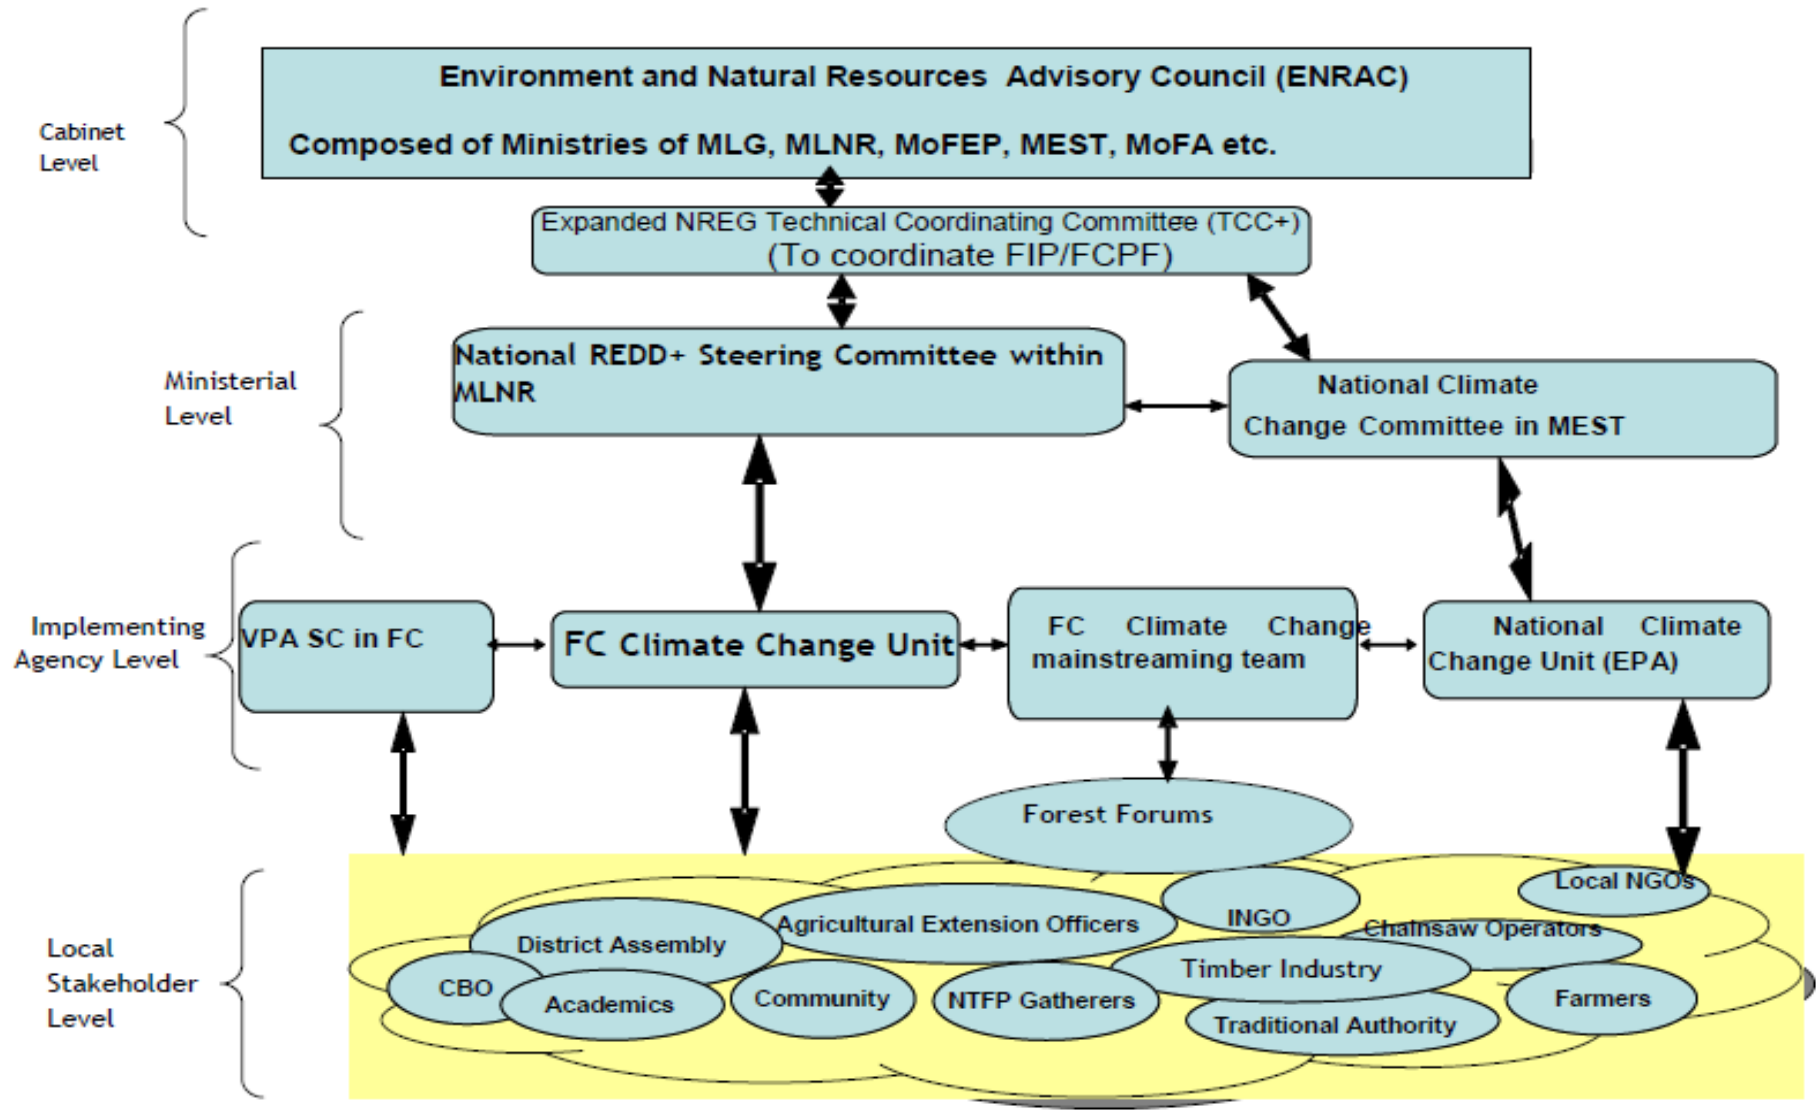 Environment and Natural Resources Advisory Council (ENRAC)
Composed of Ministries of MLG, MLNR, MoFEP, MEST, MoFA etc.
Cabinet
Level
Expanded NREG Technical Coordinating Committee (TCC+)
(To coordinate FIP/FCPF)
Ministerial
Level
National REDD+ Steering Committee within
MLNR
National Climate
Change Committee in MEST
Implementing
Agency Level
VPA SC in FC
FC Climate Change Unit
FC Climate Change
mainstreaming team
National Climate
Change Unit (EPA)
Forest Forums
Local
Stakeholder
Level
Local NGOs
INGO
Agricultural Extension Officers
Chainsaw Operators
District Assembly
Timber Industry
CBO
Academics
Community
NTFP Gatherers
Farmers
Traditional Authority